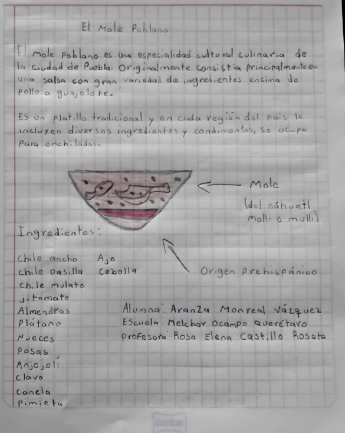 El Mole Poblano
El mole poblano es una especialidad cultural culinaria de
la ciudad de Puebla. Originalmente consistía principalmente en
una salsa con gran variedad de ingredientes encima de
pollo o guajolote.
Es un platillo tradicional y en cada región del país se
incluyen diversos ingredientes y condimentos, se ocupa
para enchiladas.
Mole
(del náhuatl
molli o mulli)
Origen prehispánico
Ingredientes:
Chile ancho Ajo
Chile pasilla Cebolla
Chile mulato
jitomate
Almendras
Plátano
Nueces
Pasas
Anjojolí
Clavo
Canela
Pimienta
Alumna: Aranza Monreal Vázquez
Escuela Melchor Ocampo Querétaro
Profesora Rosa Elena Castillo Rosete